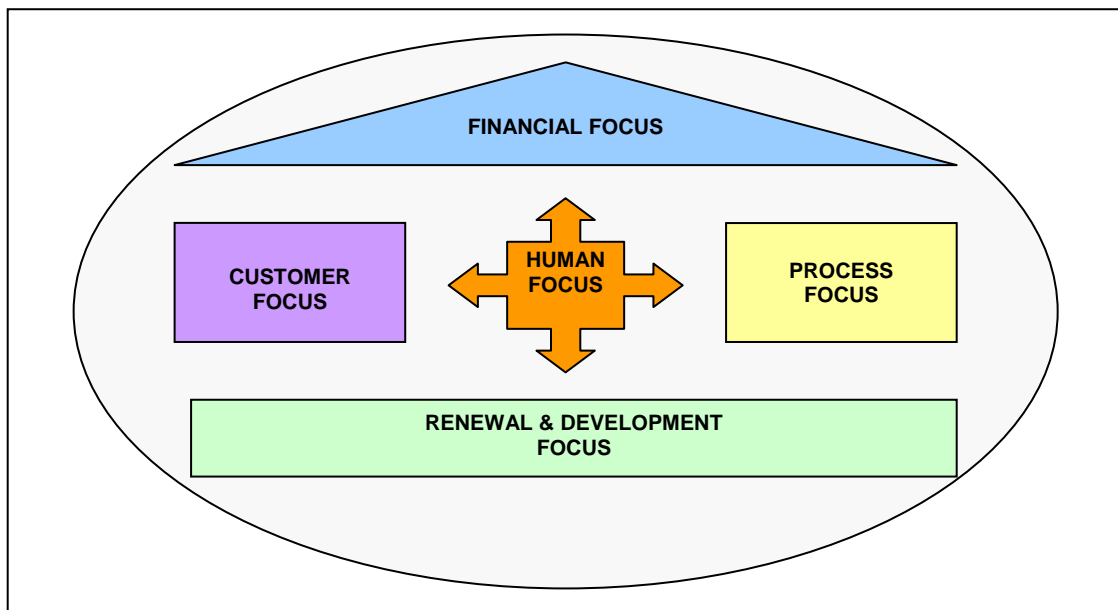 FINANCIAL FOCUS
CUSTOMER
FOCUS
HUMAN
FOCUS
PROCESS
FOCUS
RENEWAL & DEVELOPMENT
FOCUS